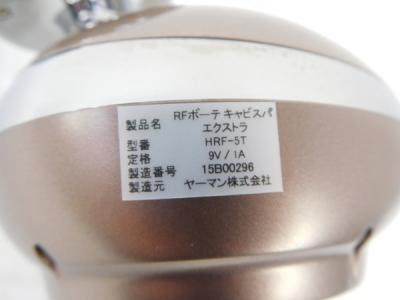 製品名 RFボーテ キャビスパ
エクストラ
型番 HRF-5T
定格 9V/1A
製造番号 15B00296
製造元 ヤーマン株式会社